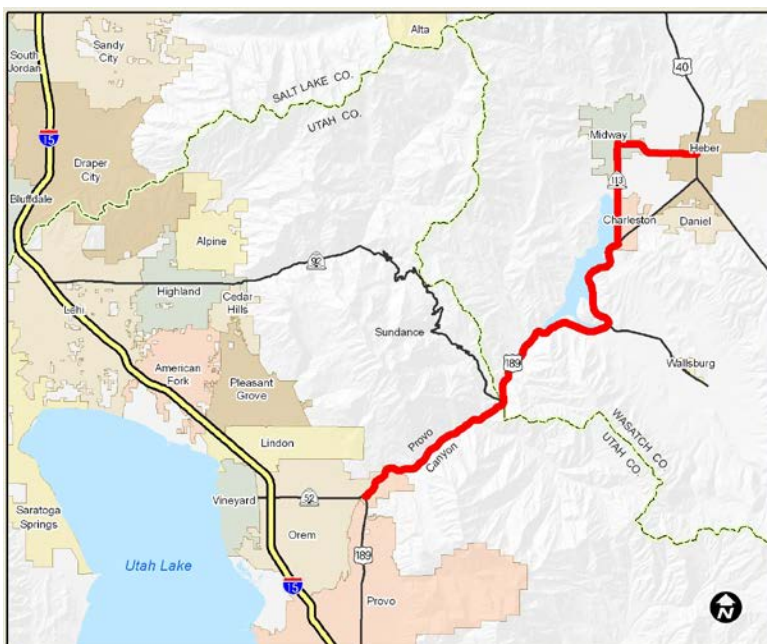 Sandy
City
Alta
South
Jordan
40
SALT LAKE CO.
UTAH CO.
15
Midway
Heber
Draper
City
113
Bluffdale
Charleston
Daniel
Alpine
92
Highland
Cedar
Hills
Lehi
Sundance
American
Fork
189
Wallsburg
Pleasant
Grove
WASATCH CO.
UTAH CO.
Lindon
Provo
Canyon
Vineyard
52
Saratoga
Springs
Orem
189
Utah Lake
15
Provo
N